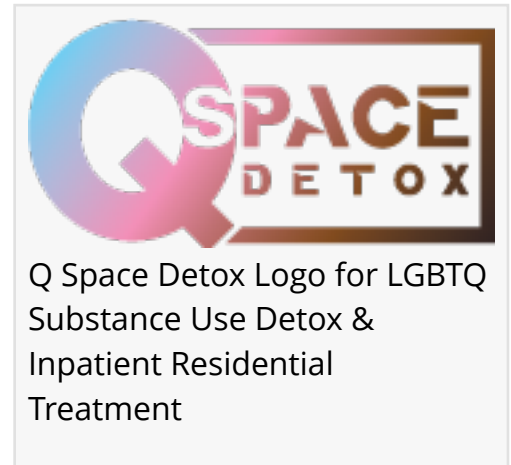 QSPACE
DETOX
Q Space Detox Logo for LGBTQ
Substance Use Detox &
Inpatient Residential
Treatment